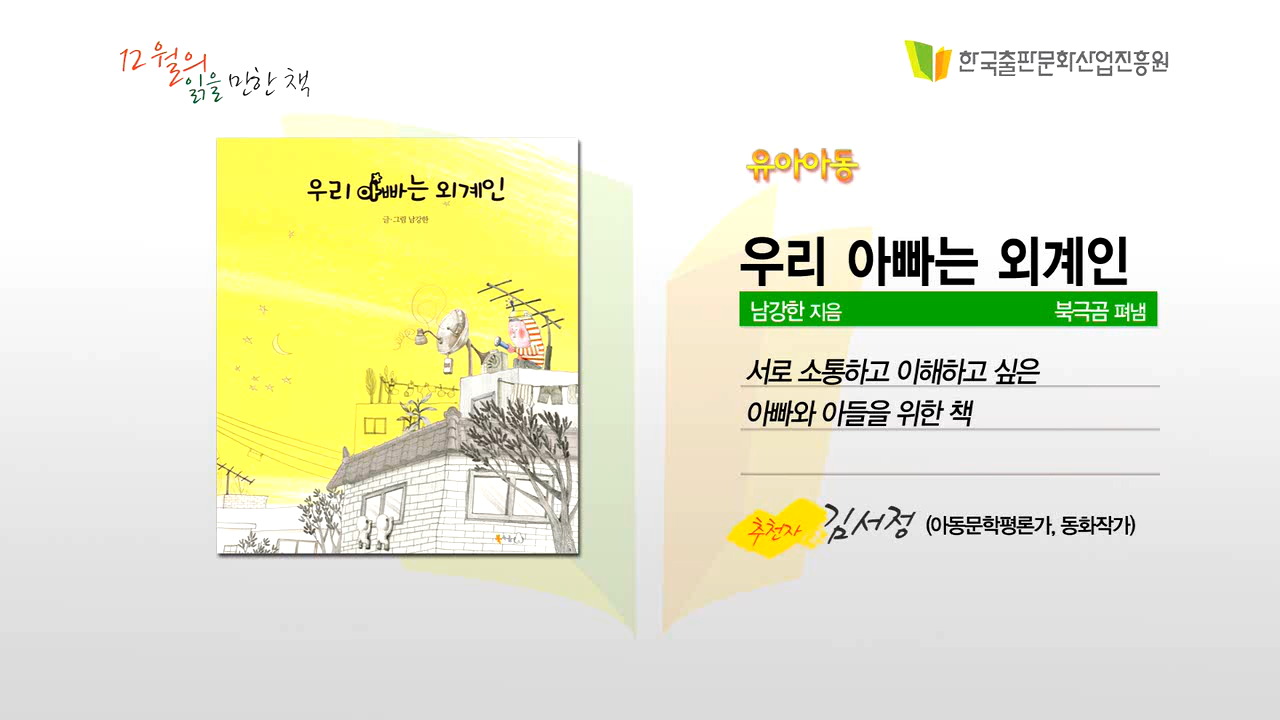 12월의
읽을 만한 책
한국출판문화산업진흥원
우리 아빠는 외계인
글·그림 남강한
유아아동
우리 아빠는 외계인
남강한 지음 북극곰 펴냄
서로 소통하고 이해하고 싶은
아빠와 아들을 위한 책
추천자 김서정 (아동문학평론가, 동화작가)